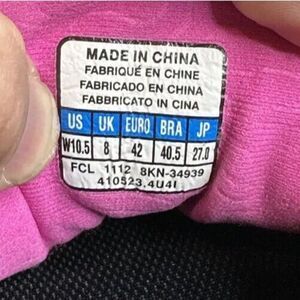 MADE IN CHINA
FABRIQUÉ EN CHINE
FABRICADO EN CHINA
FABBRICATO IN CINA
US UK EURO BRA JP
W10.5 8 42 40.5 27.0
FCL 1112 8KN-34939
410523.4U4I